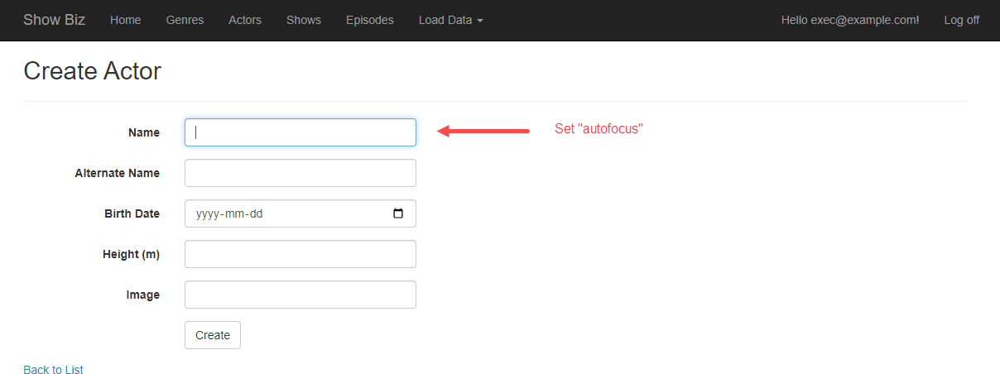 Show Biz Home Genres Actors Shows Episodes Load Data Hello exec@example.com! Log off
Create Actor
Name Set "autofocus"
Alternate Name
Birth Date yyyy-mm-dd
Height (m)
Image
Create
Back to List